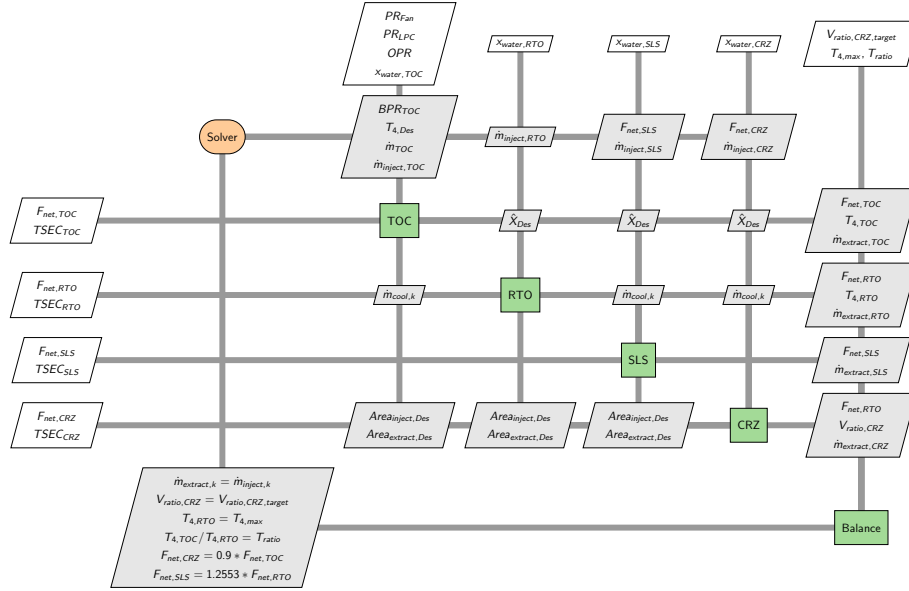 PR_Fan
PR_LPC
OPR
x_water,TOC
x_water,RTO
x_water,SLS
x_water,CRZ
V_ratio,CRZ,target
T_4,max, T_ratio
Solver
BPR_TOC
T_4,Des
ṁ_TOC
ṁ_inject,TOC
ṁ_inject,RTO
F_net,SLS
ṁ_inject,SLS
F_net,CRZ
ṁ_inject,CRZ
F_net,TOC
TSEC_TOC
TOC
X̂_Des
X̂_Des
X̂_Des
F_net,TOC
T_4,TOC
ṁ_extract,TOC
F_net,RTO
TSEC_RTO
ṁ_cool,k
RTO
ṁ_cool,k
ṁ_cool,k
F_net,RTO
T_4,RTO
ṁ_extract,RTO
F_net,SLS
TSEC_SLS
SLS
F_net,SLS
ṁ_extract,SLS
F_net,CRZ
TSEC_CRZ
Area_inject,Des
Area_extract,Des
Area_inject,Des
Area_extract,Des
Area_inject,Des
Area_extract,Des
CRZ
F_net,RTO
V_ratio,CRZ
ṁ_extract,CRZ
ṁ_extract,k = ṁ_inject,k
V_ratio,CRZ = V_ratio,CRZ,target
T_4,RTO = T_4,max
T_4,TOC/T_4,RTO = T_ratio
F_net,CRZ = 0.9 * F_net,TOC
F_net,SLS = 1.2553 * F_net,RTO
Balance